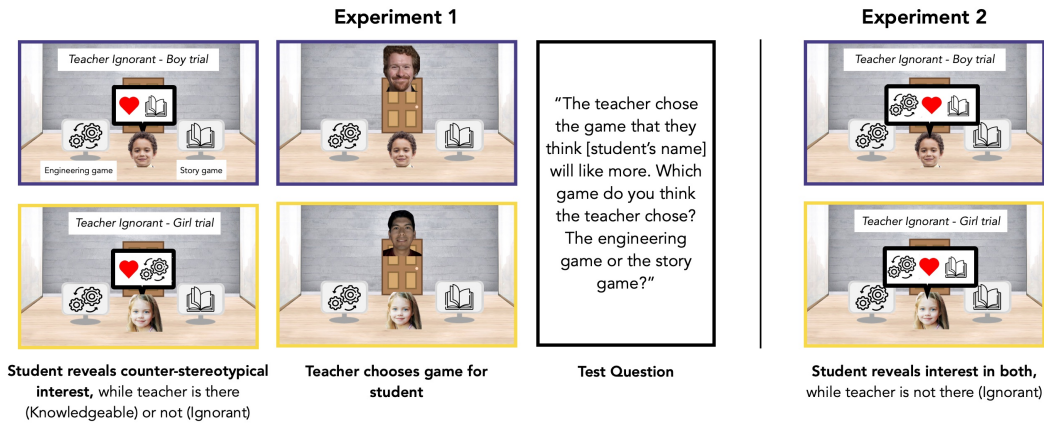 Experiment 1
Experiment 2
Teacher Ignorant - Boy trial
Engineering game
Story game
Teacher Ignorant - Girl trial
Student reveals counter-stereotypical
interest, while teacher is there
(Knowledgeable) or not (Ignorant)
Teacher chooses game for
student
“The teacher chose
the game that they
think [student’s name]
will like more. Which
game do you think
the teacher chose?
The engineering
game or the story
game?”
Test Question
Teacher Ignorant - Boy trial
Teacher Ignorant - Girl trial
Student reveals interest in both,
while teacher is not there (Ignorant)